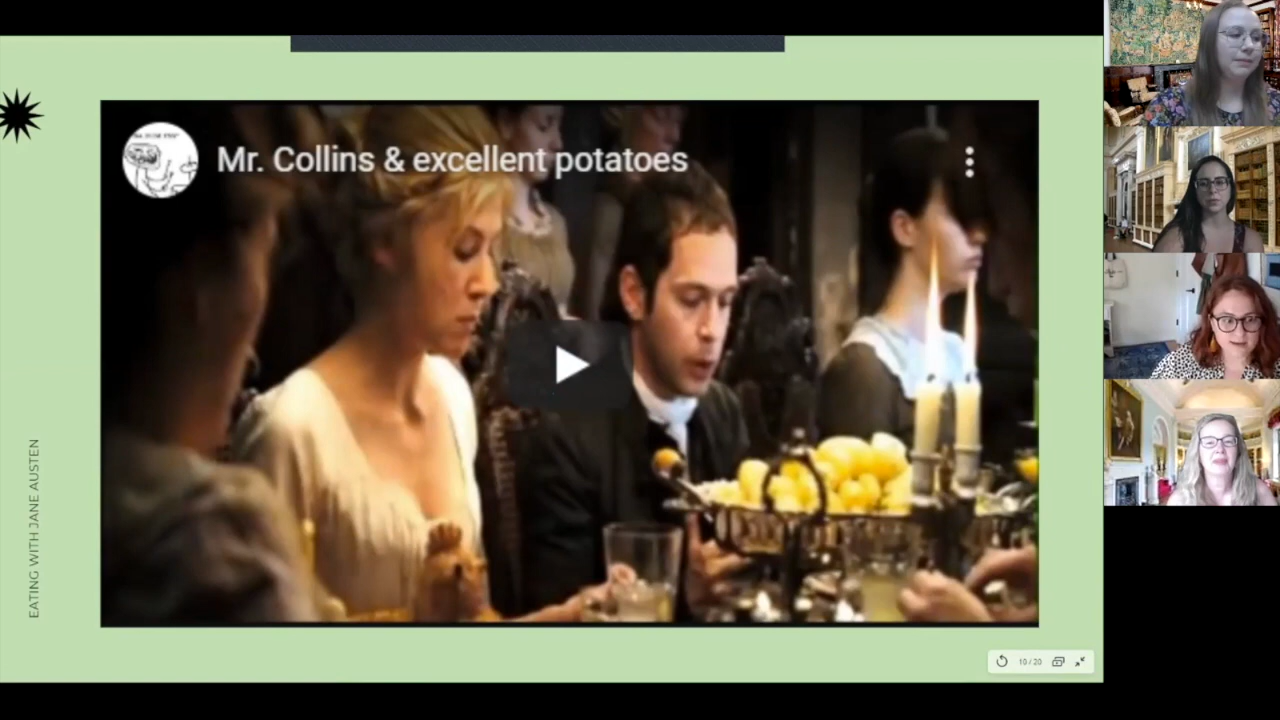 Mr. Collins & excellent potatoes
EATING WITH JANE AUSTEN
10 / 20